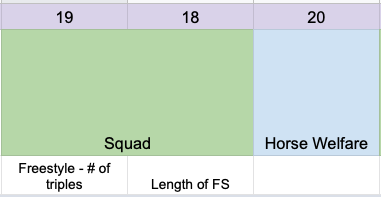 19 18 20
Squad Horse Welfare
Freestyle - # of
triples Length of FS